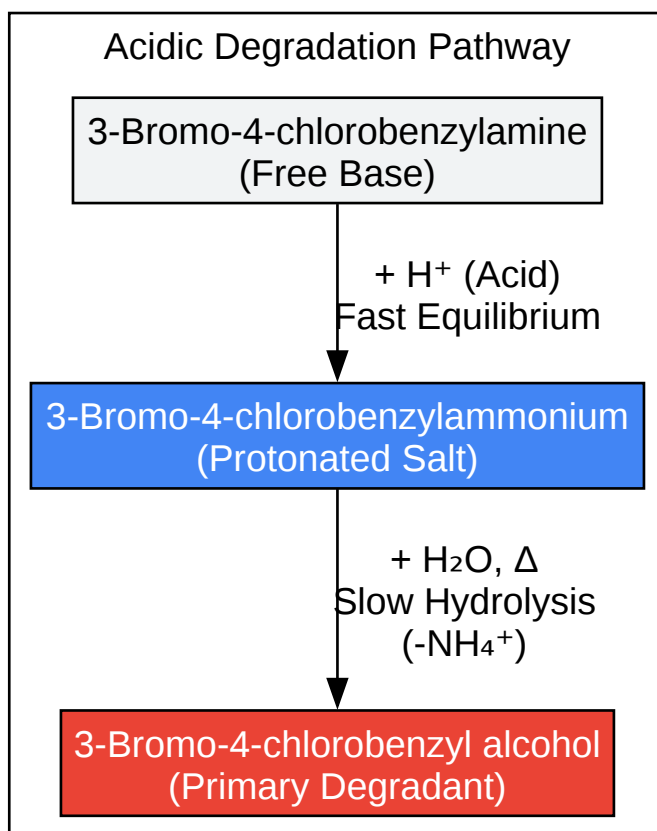 Acidic Degradation Pathway
3-Bromo-4-chlorobenzylamine
(Free Base)
+ H⁺ (Acid)
Fast Equilibrium
3-Bromo-4-chlorobenzylammonium
(Protonated Salt)
+ H₂O, Δ
Slow Hydrolysis
(-NH₄⁺)
3-Bromo-4-chlorobenzyl alcohol
(Primary Degradant)